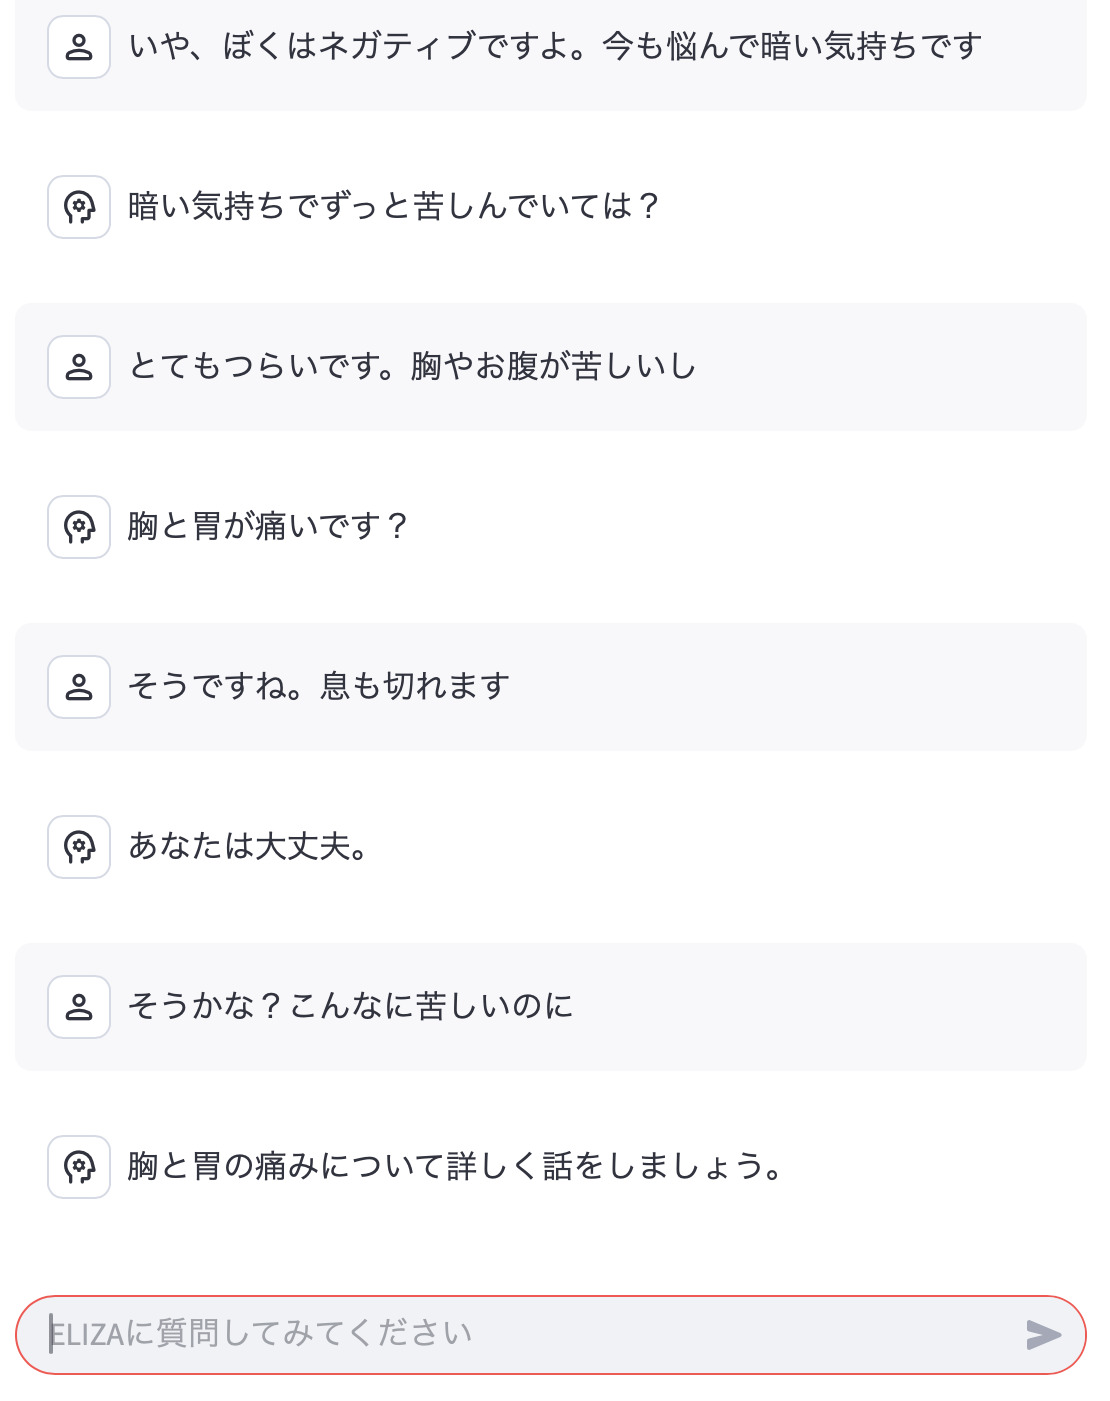 いや、ぼくはネガティブですよ。今も悩んで暗い気持ちです
暗い気持ちでずっと苦しんでいては？
とてもつらいです。胸やお腹が苦しいし
胸と胃が痛いです？
そうですね。息も切れます
あなたは大丈夫。
そうかな？こんなに苦しいのに
胸と胃の痛みについて詳しく話をしましょう。
ELIZAに質問してみてください